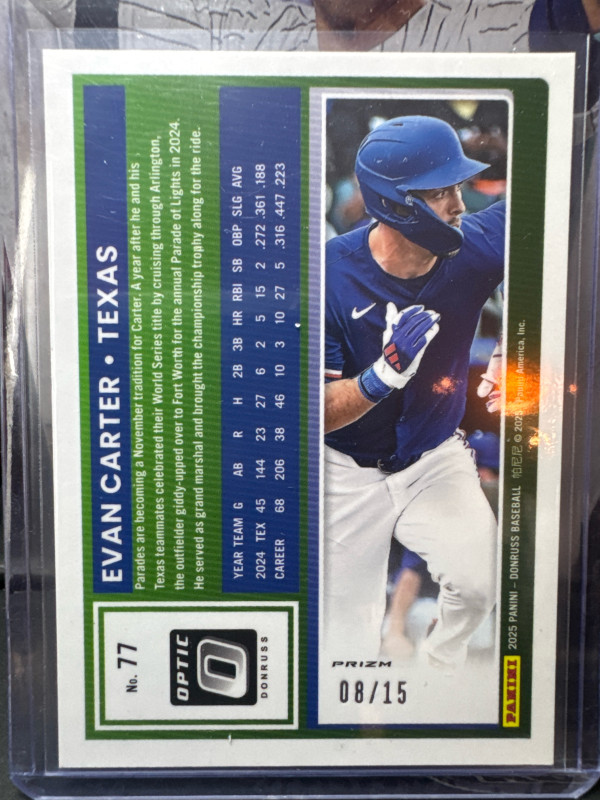 EVAN CARTER • TEXAS
Parades are becoming a November tradition for Carter. A year after he and his
Texas teammates celebrated their World Series title by cruising through Arlington,
the outfielder giddy-upped over to Fort Worth for the annual Parade of Lights in 2024.
He served as grand marshal and brought the championship trophy along for the ride.
YEAR TEAM G AB R H 2B 3B HR RBI SB OBP SLG AVG
2024 TEX 45 144 23 27 6 2 5 15 2 .272 .361 .188
CAREER 68 206 38 46 10 3 10 27 5 .316 .447 .223
No. 77
OPTIC
DONRUSS
PRIZM
08/15
PANINI
2025 PANINI – DONRUSS BASEBALL 帕尼尼 © 2025 Panini America, Inc.